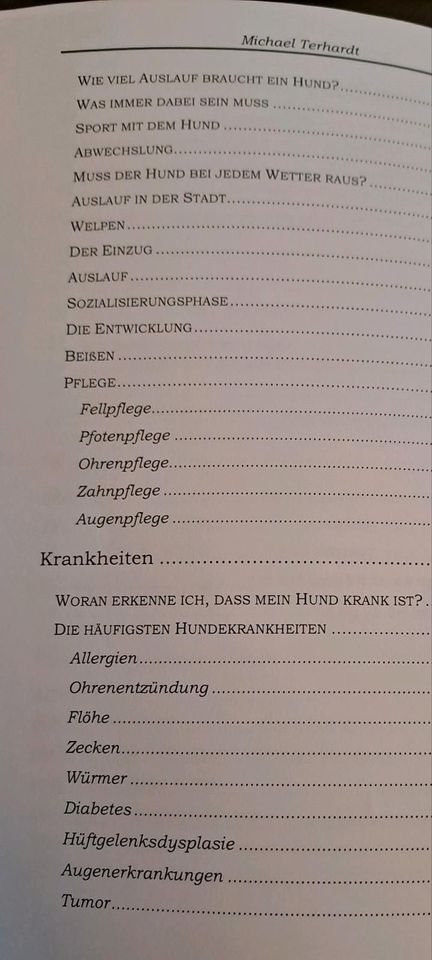 Michael Terhardt
WIE VIEL AUSLAUF BRAUCHT EIN HUND?
WAS IMMER DABEI SEIN MUSS
SPORT MIT DEM HUND
ABWECHSLUNG
MUSS DER HUND BEI JEDEM WETTER RAUS?
AUSLAUF IN DER STADT
WELPEN
DER EINZUG
AUSLAUF
SOZIALISIERUNGSPHASE
DIE ENTWICKLUNG
BEIßEN
PFLEGE
Fellpflege
Pfotenpflege
Ohrenpflege
Zahnpflege
Augenpflege
Krankheiten
WORAN ERKENNE ICH, DASS MEIN HUND KRANK IST?
DIE HÄUFIGSTEN HUNDEKRANKHEITEN
Allergien
Ohrenentzündung
Flöhe
Zecken
Würmer
Diabetes
Hüftgelenksdysplasie
Augenerkrankungen
Tumor